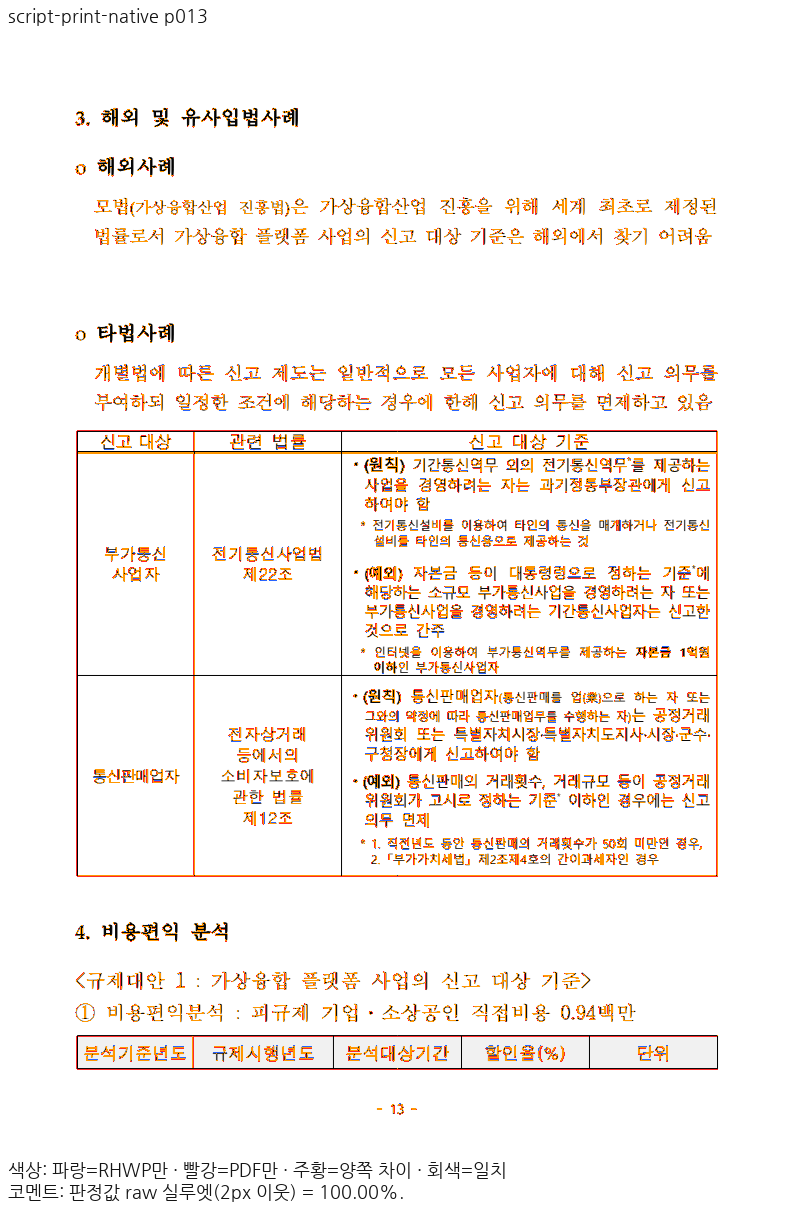 script-print-native p013
3. 해외 및 유사입법사례
o 해외사례
모법(가상융합산업 진흥법)은 가상융합산업 진흥을 위해 세계 최초로 제정된
법률로서 가상융합 플랫폼 사업의 신고 대상 기준은 해외에서 찾기 어려움
o 타법사례
개별법에 따른 신고 제도는 일반적으로 모든 사업자에 대해 신고 의무를
부여하되 일정한 조건에 해당하는 경우에 한해 신고 의무를 면제하고 있음
신고 대상 관련 법률 신고 대상 기준
부가통신
사업자
전기통신사업법
제22조
· (원칙) 기간통신역무 외의 전기통신역무*를 제공하는
사업을 경영하려는 자는 과기정통부장관에게 신고
하여야 함
* 전기통신설비를 이용하여 타인의 통신을 매개하거나 전기통신
설비를 타인의 통신용으로 제공하는 것
· (예외) 자본금 등이 대통령령으로 정하는 기준*에
해당하는 소규모 부가통신사업을 경영하려는 자 또는
부가통신사업을 경영하려는 기간통신사업자는 신고한
것으로 간주
* 인터넷을 이용하여 부가통신역무를 제공하는 자본금 1억원
이하인 부가통신사업자
통신판매업자
전자상거래
등에서의
소비자보호에
관한 법률
제12조
· (원칙) 통신판매업자(통신판매를 업(業)으로 하는 자 또는
그와의 약정에 따라 통신판매업무를 수행하는 자)는 공정거래
위원회 또는 특별자치시장·특별자치도지사·시장·군수·
구청장에게 신고하여야 함
· (예외) 통신판매의 거래횟수, 거래규모 등이 공정거래
위원회가 고시로 정하는 기준* 이하인 경우에는 신고
의무 면제
* 1. 직전년도 동안 통신판매의 거래횟수가 50회 미만인 경우,
2. 「부가가치세법」 제2조제4호의 간이과세자인 경우
4. 비용편익 분석
<규제대안 1 : 가상융합 플랫폼 사업의 신고 대상 기준>
① 비용편익분석 : 피규제 기업·소상공인 직접비용 0.94백만
분석기준년도 규제시행년도 분석대상기간 할인율(%) 단위
- 13 -
색상: 파랑=RHWP만 · 빨강=PDF만 · 주황=양쪽 차이 · 회색=일치
코멘트: 판정값 raw 실루엣(2px 이웃) = 100.00%.